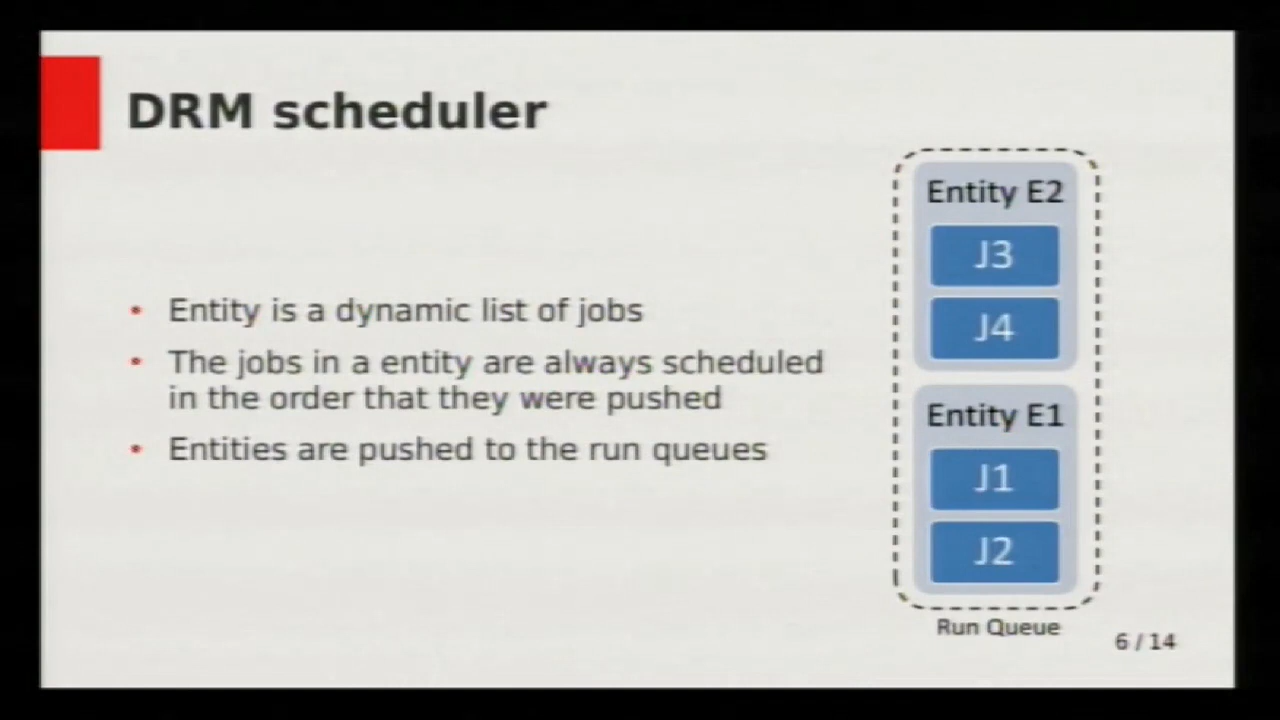 DRM scheduler
• Entity is a dynamic list of jobs
• The jobs in a entity are always scheduled
in the order that they were pushed
• Entities are pushed to the run queues
Entity E2
J3
J4
Entity E1
J1
J2
Run Queue
6 / 14